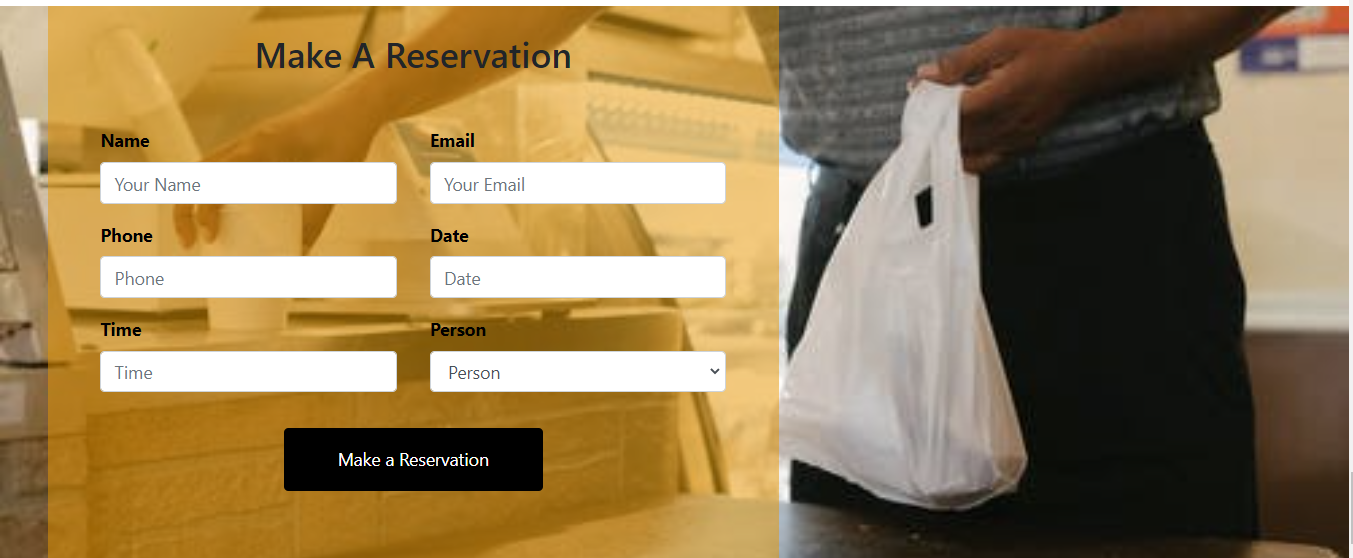 Make A Reservation
Name
Email
Your Name
Your Email
Phone
Date
Phone
Date
Time
Person
Time
Person
Make a Reservation